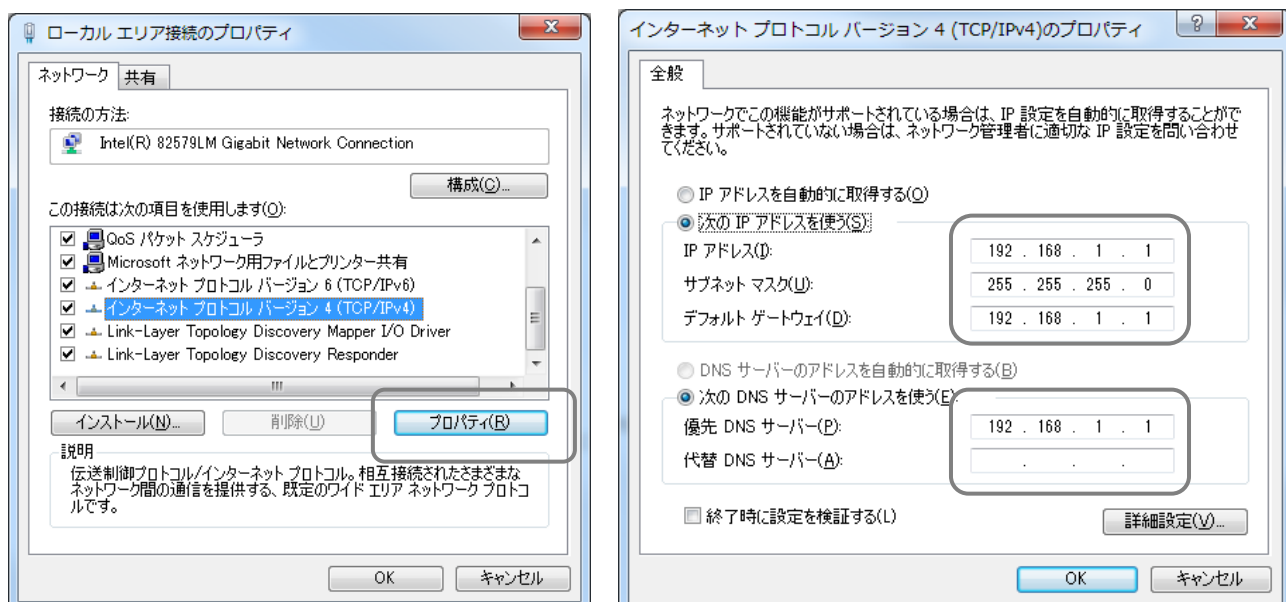 ローカル エリア接続のプロパティ
ネットワーク 共有
接続の方法:
Intel(R) 82579LM Gigabit Network Connection
構成(C)...
この接続は次の項目を使用します(O):
QoS パケット スケジューラ
Microsoft ネットワーク用ファイルとプリンター共有
インターネット プロトコル バージョン 6 (TCP/IPv6)
インターネット プロトコル バージョン 4 (TCP/IPv4)
Link-Layer Topology Discovery Mapper I/O Driver
Link-Layer Topology Discovery Responder
インストール(N)... 削除(U) プロパティ(R)
説明
伝送制御プロトコル/インターネット プロトコル。相互接続されたさまざまな
ネットワーク間の通信を提供する、既定のワイド エリア ネットワーク プロトコ
ルです。
OK キャンセル
インターネット プロトコル バージョン 4 (TCP/IPv4)のプロパティ
全般
ネットワークでこの機能がサポートされている場合は、IP 設定を自動的に取得することがで
きます。サポートされていない場合は、ネットワーク管理者に適切な IP 設定を問い合わせ
てください。
IP アドレスを自動的に取得する(O)
次の IP アドレスを使う(S):
IP アドレス(I): 192 . 168 . 1 . 1
サブネット マスク(U): 255 . 255 . 255 . 0
デフォルト ゲートウェイ(D): 192 . 168 . 1 . 1
DNS サーバーのアドレスを自動的に取得する(B)
次の DNS サーバーのアドレスを使う(E):
優先 DNS サーバー(P): 192 . 168 . 1 . 1
代替 DNS サーバー(A): . . .
終了時に設定を検証する(L)
詳細設定(V)...
OK キャンセル